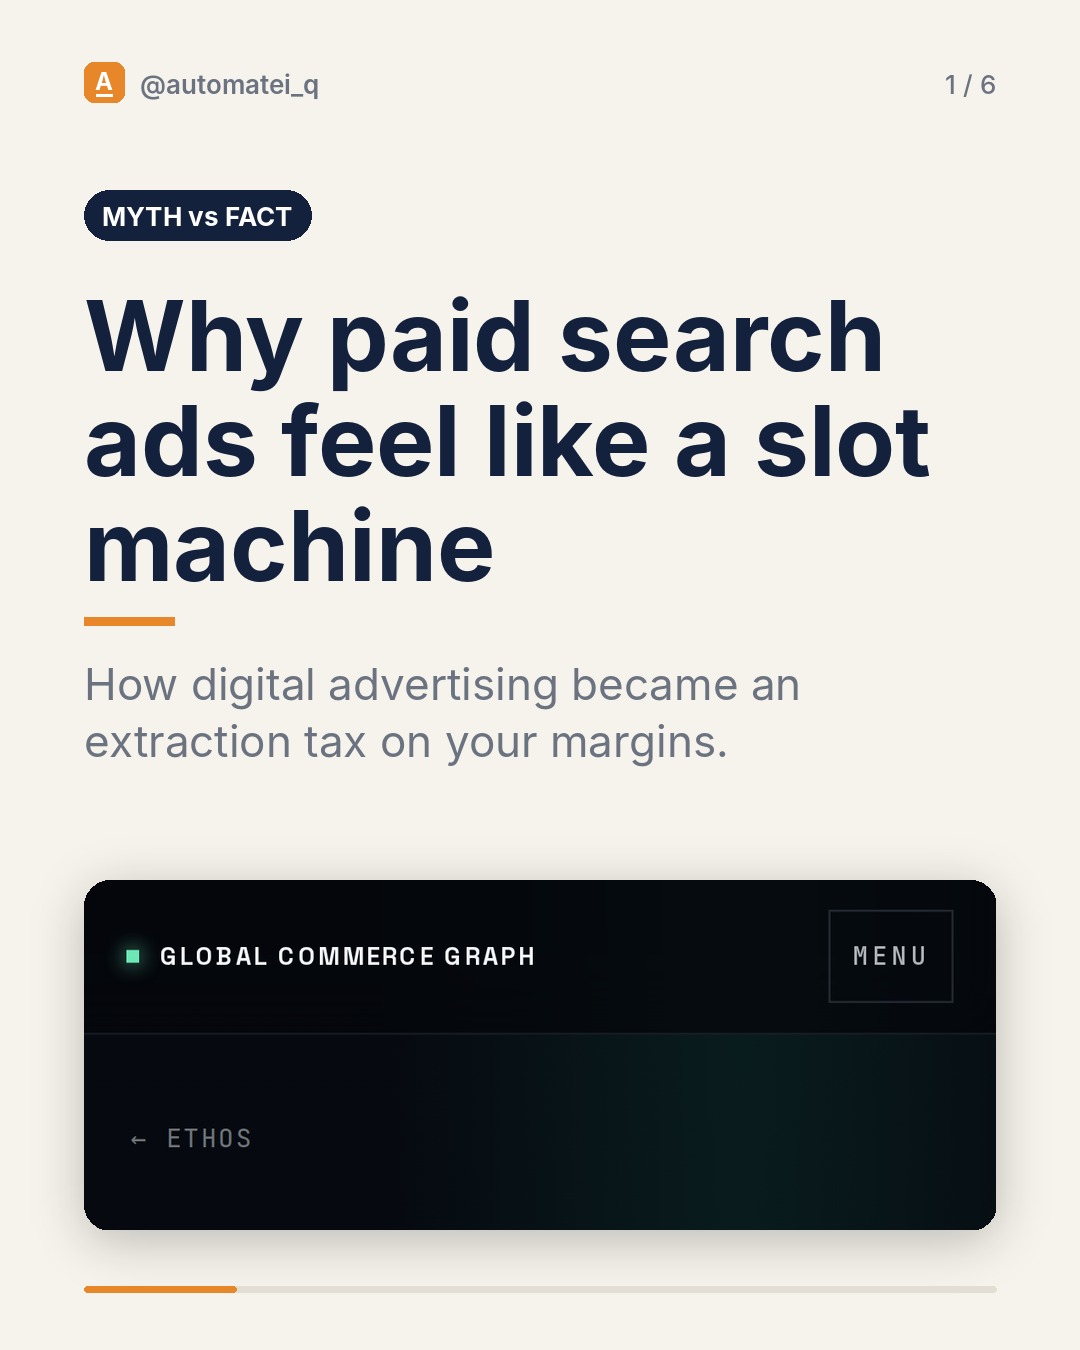 A
@automatei_q
1 / 6
MYTH vs FACT
Why paid search
ads feel like a slot
machine
How digital advertising became an
extraction tax on your margins.
GLOBAL COMMERCE GRAPH
MENU
← ETHOS